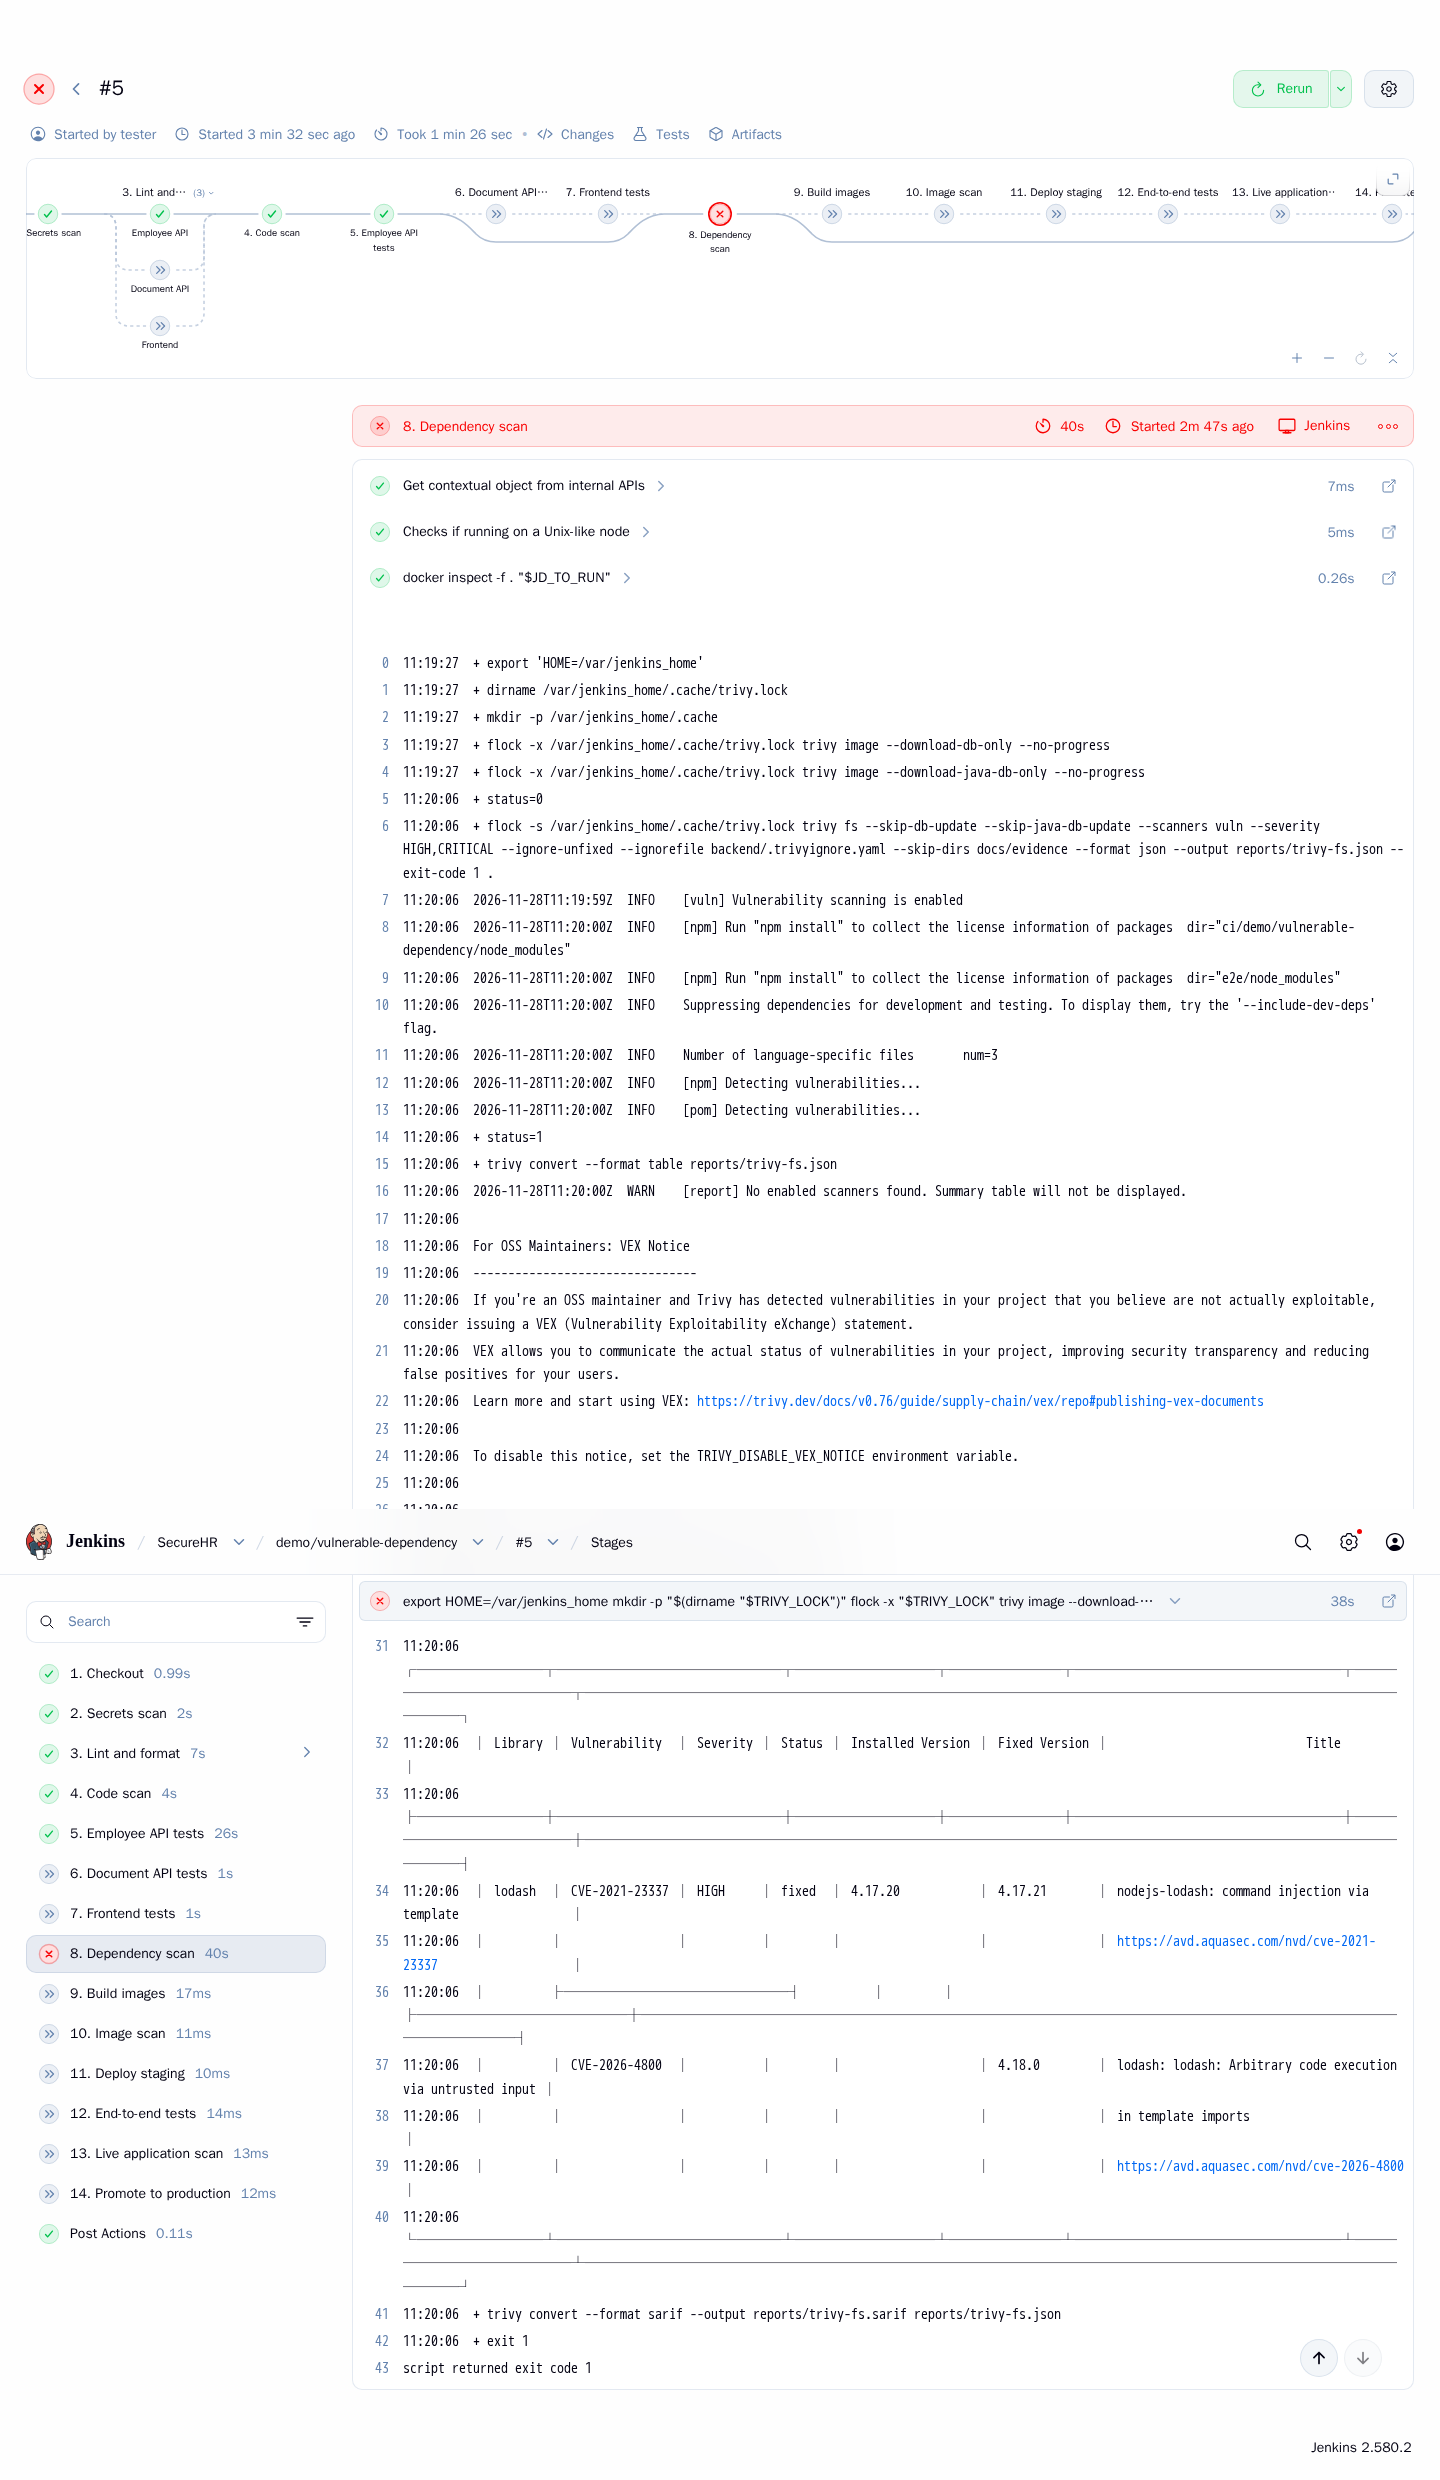 #5
Rerun
Started by tester Started 3 min 32 sec ago Took 1 min 26 sec • Changes Tests Artifacts
3. Lint and··· (3) 6. Document API··· 7. Frontend tests 9. Build images 10. Image scan 11. Deploy staging 12. End-to-end tests 13. Live application··· 14.
Secrets scan Employee API 4. Code scan 5. Employee API tests 8. Dependency scan
Document API
Frontend
8. Dependency scan 40s Started 2m 47s ago Jenkins
Get contextual object from internal APIs 7ms
Checks if running on a Unix-like node 5ms
docker inspect -f . "$JD_TO_RUN" 0.26s
0 11:19:27 + export 'HOME=/var/jenkins_home'
1 11:19:27 + dirname /var/jenkins_home/.cache/trivy.lock
2 11:19:27 + mkdir -p /var/jenkins_home/.cache
3 11:19:27 + flock -x /var/jenkins_home/.cache/trivy.lock trivy image --download-db-only --no-progress
4 11:19:27 + flock -x /var/jenkins_home/.cache/trivy.lock trivy image --download-java-db-only --no-progress
5 11:20:06 + status=0
6 11:20:06 + flock -s /var/jenkins_home/.cache/trivy.lock trivy fs --skip-db-update --skip-java-db-update --scanners vuln --severity
HIGH,CRITICAL --ignore-unfixed --ignorefile backend/.trivyignore.yaml --skip-dirs docs/evidence --format json --output reports/trivy-fs.json --
exit-code 1 .
7 11:20:06 2026-11-28T11:19:59Z INFO [vuln] Vulnerability scanning is enabled
8 11:20:06 2026-11-28T11:20:00Z INFO [npm] Run "npm install" to collect the license information of packages dir="ci/demo/vulnerable-
dependency/node_modules"
9 11:20:06 2026-11-28T11:20:00Z INFO [npm] Run "npm install" to collect the license information of packages dir="e2e/node_modules"
10 11:20:06 2026-11-28T11:20:00Z INFO Suppressing dependencies for development and testing. To display them, try the '--include-dev-deps'
flag.
11 11:20:06 2026-11-28T11:20:00Z INFO Number of language-specific files num=3
12 11:20:06 2026-11-28T11:20:00Z INFO [npm] Detecting vulnerabilities...
13 11:20:06 2026-11-28T11:20:00Z INFO [pom] Detecting vulnerabilities...
14 11:20:06 + status=1
15 11:20:06 + trivy convert --format table reports/trivy-fs.json
16 11:20:06 2026-11-28T11:20:00Z WARN [report] No enabled scanners found. Summary table will not be displayed.
17 11:20:06
18 11:20:06 For OSS Maintainers: VEX Notice
19 11:20:06 --------------------------------
20 11:20:06 If you're an OSS maintainer and Trivy has detected vulnerabilities in your project that you believe are not actually exploitable,
consider issuing a VEX (Vulnerability Exploitability eXchange) statement.
21 11:20:06 VEX allows you to communicate the actual status of vulnerabilities in your project, improving security transparency and reducing
false positives for your users.
22 11:20:06 Learn more and start using VEX: https://trivy.dev/docs/v0.76/guide/supply-chain/vex/repo#publishing-vex-documents
23 11:20:06
24 11:20:06 To disable this notice, set the TRIVY_DISABLE_VEX_NOTICE environment variable.
25 11:20:06
Jenkins / SecureHR / demo/vulnerable-dependency / #5 / Stages
export HOME=/var/jenkins_home mkdir -p "$(dirname "$TRIVY_LOCK")" flock -x "$TRIVY_LOCK" trivy image --download-··· 38s
Search
1. Checkout 0.99s
2. Secrets scan 2s
3. Lint and format 7s
4. Code scan 4s
5. Employee API tests 26s
6. Document API tests 1s
7. Frontend tests 1s
8. Dependency scan 40s
9. Build images 17ms
10. Image scan 11ms
11. Deploy staging 10ms
12. End-to-end tests 14ms
13. Live application scan 13ms
14. Promote to production 12ms
Post Actions 0.11s
31 11:20:06
32 11:20:06 │ Library │ Vulnerability │ Severity │ Status │ Installed Version │ Fixed Version │ Title
│
33 11:20:06
34 11:20:06 │ lodash │ CVE-2021-23337 │ HIGH │ fixed │ 4.17.20 │ 4.17.21 │ nodejs-lodash: command injection via
template │
35 11:20:06 │ │ │ │ │ │ │ https://avd.aquasec.com/nvd/cve-2021-
23337 │
36 11:20:06
37 11:20:06 │ │ CVE-2026-4800 │ │ │ │ 4.18.0 │ lodash: lodash: Arbitrary code execution
via untrusted input │
38 11:20:06 │ │ │ │ │ │ │ in template imports
│
39 11:20:06 │ │ │ │ │ │ │ https://avd.aquasec.com/nvd/cve-2026-4800
│
40 11:20:06
41 11:20:06 + trivy convert --format sarif --output reports/trivy-fs.sarif reports/trivy-fs.json
42 11:20:06 + exit 1
43 script returned exit code 1
Jenkins 2.580.2